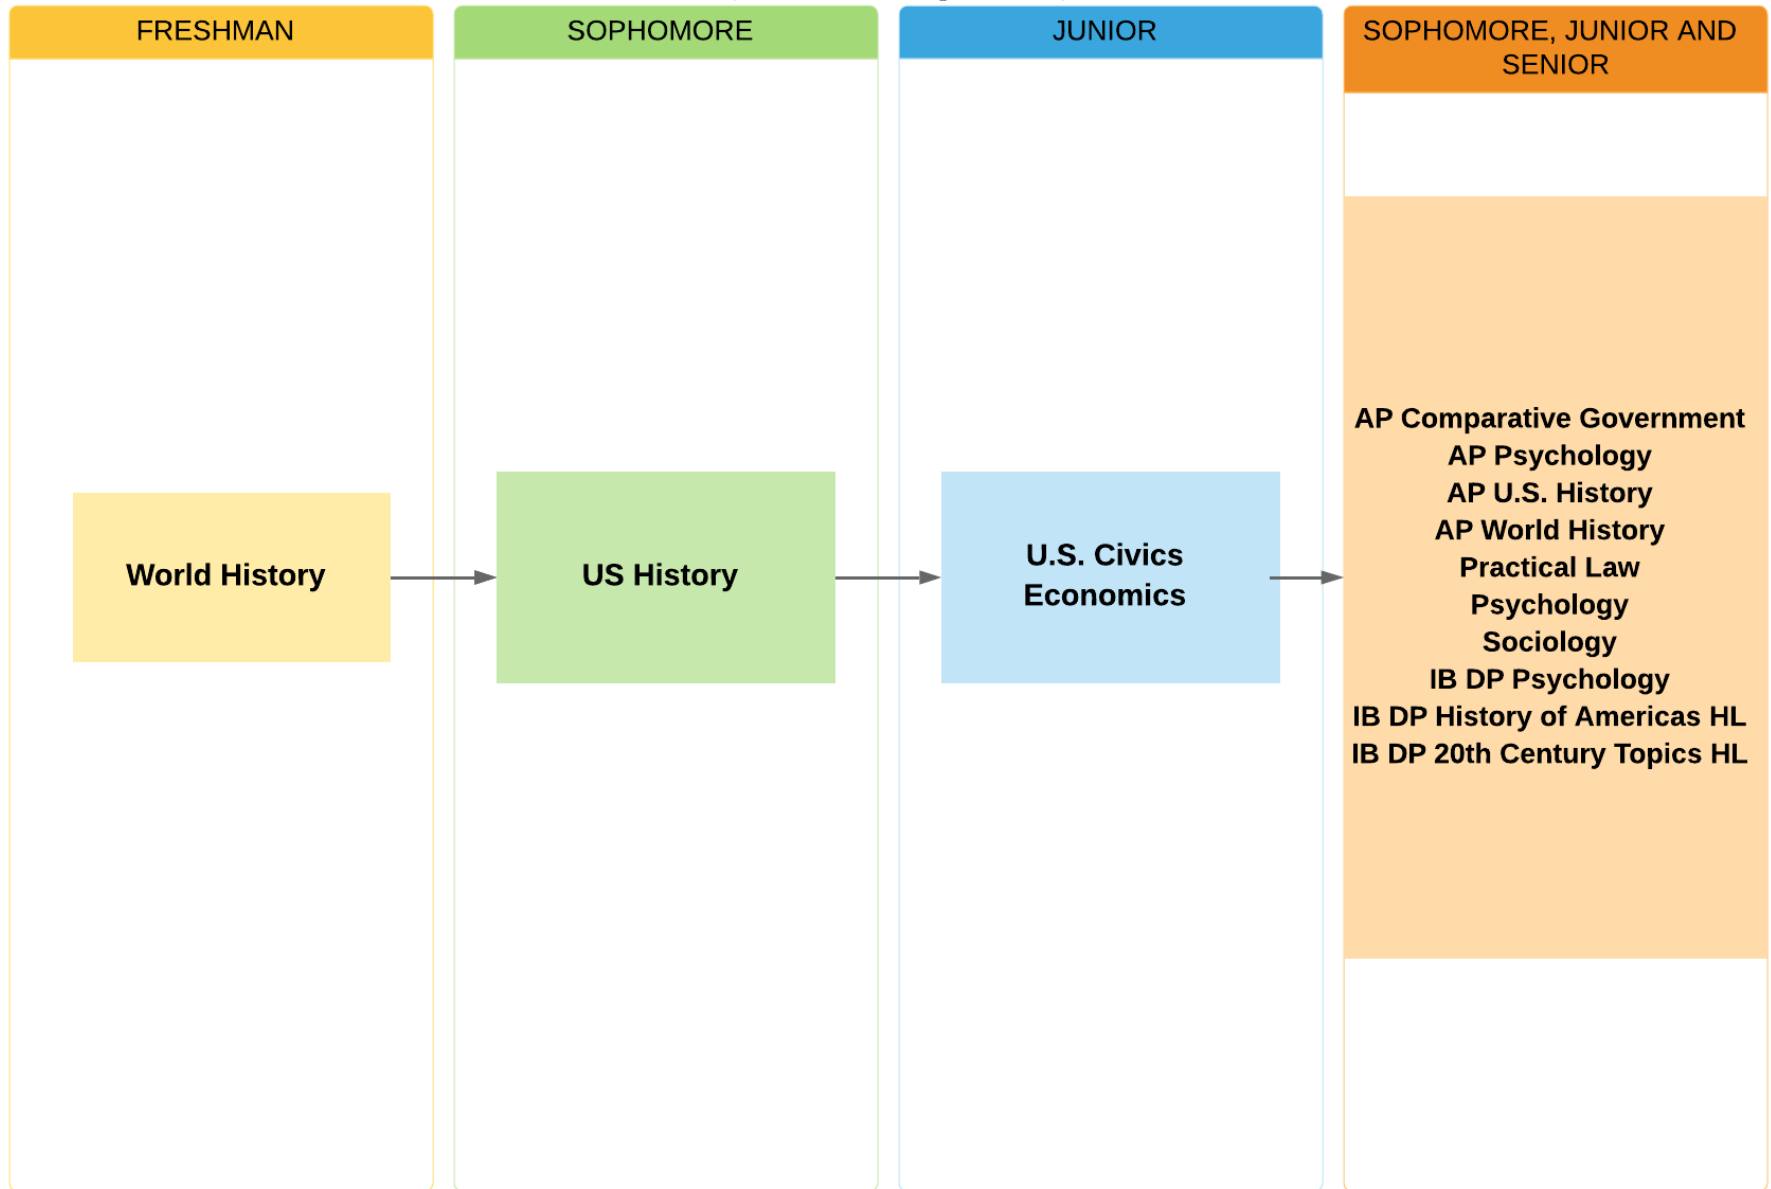 FRESHMAN
SOPHOMORE
JUNIOR
SOPHOMORE, JUNIOR AND
SENIOR
World History
US History
U.S. Civics
Economics
AP Comparative Government
AP Psychology
AP U.S. History
AP World History
Practical Law
Psychology
Sociology
IB DP Psychology
IB DP History of Americas HL
IB DP 20th Century Topics HL